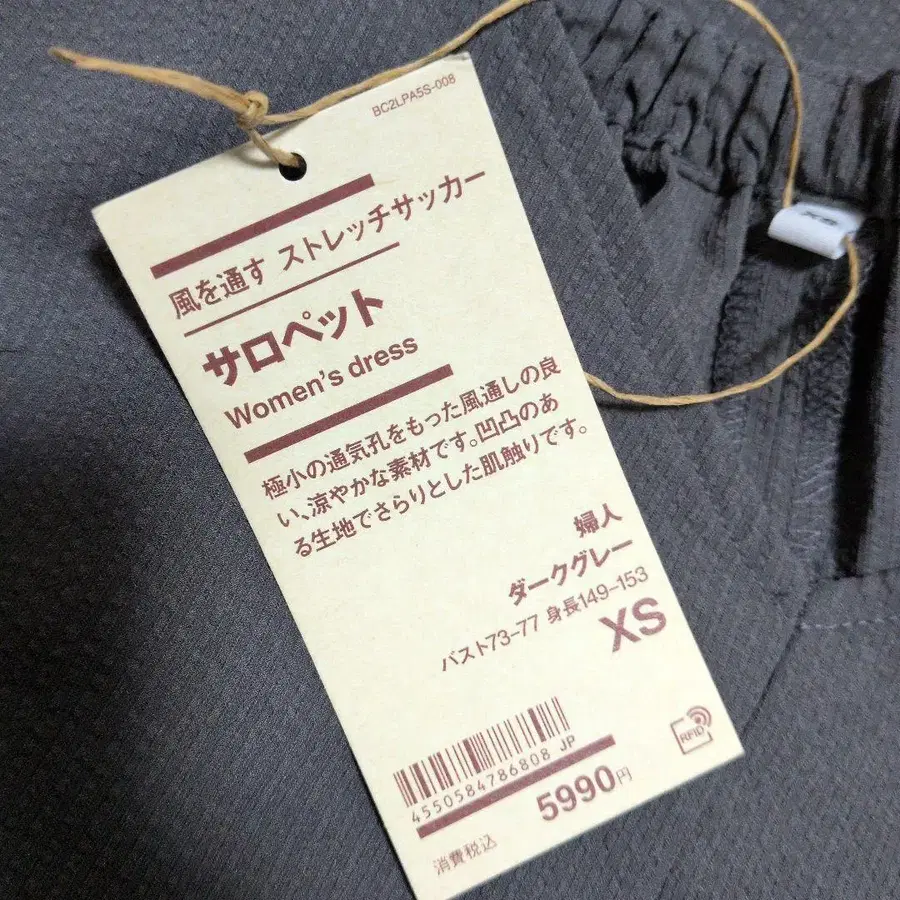 BC2LPA5S-008
風を通す ストレッチサッカー
サロペット
Women's dress
極小の通気孔をもった風通しの良
い、涼やかな素材です。凹凸のあ
る生地でさらりとした肌触りです。
婦人
ダークグレー
バスト73-77 身長149-153
XS
RFID
4550584786808 JP
5990円
消費税込
XS